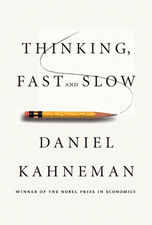 THINKING,
FAST AND SLOW
DANIEL
KAHNEMAN
WINNER OF THE NOBEL PRIZE IN ECONOMICS